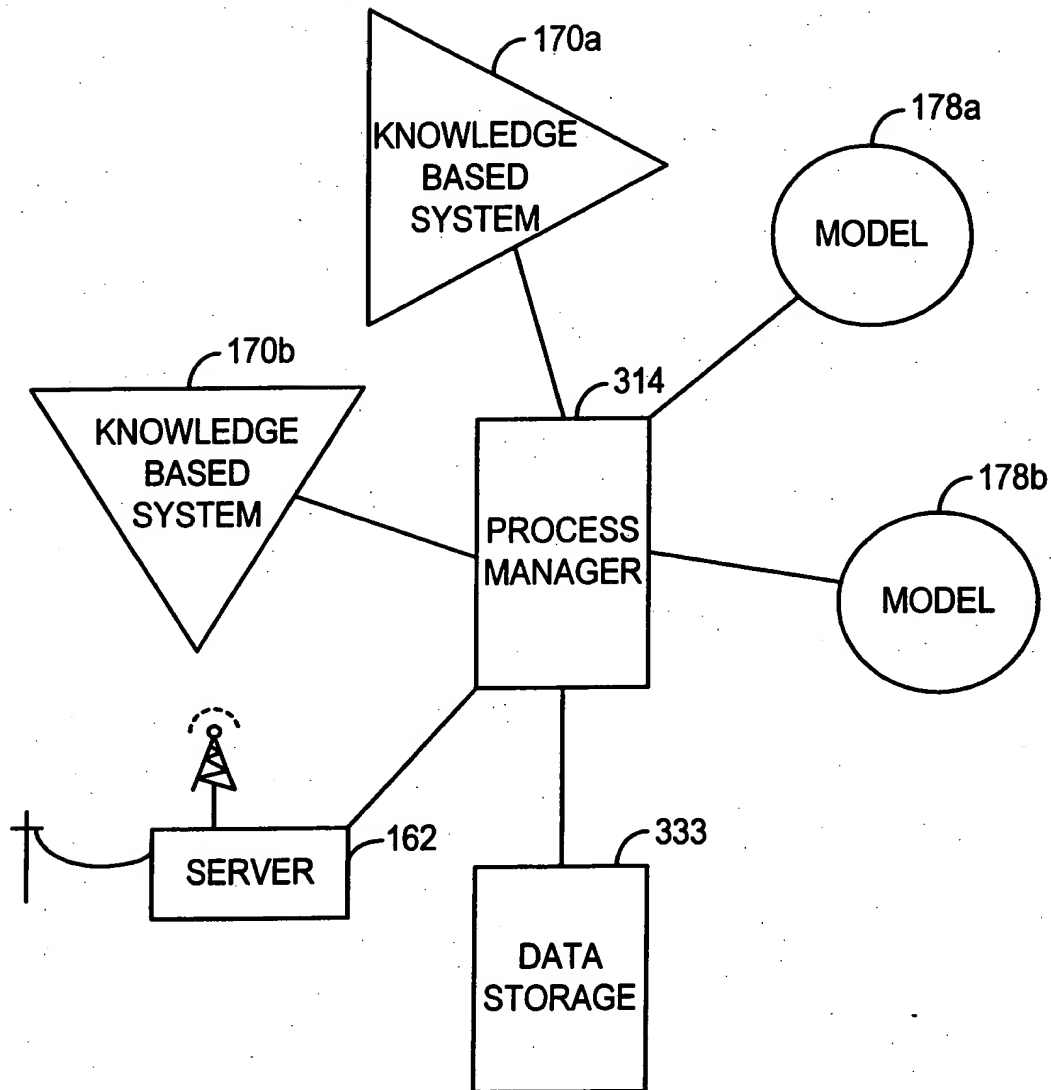 170a
KNOWLEDGE
BASED
SYSTEM
178a
MODEL
170b
KNOWLEDGE
BASED
SYSTEM
314
PROCESS
MANAGER
178b
MODEL
SERVER
162
333
DATA
STORAGE